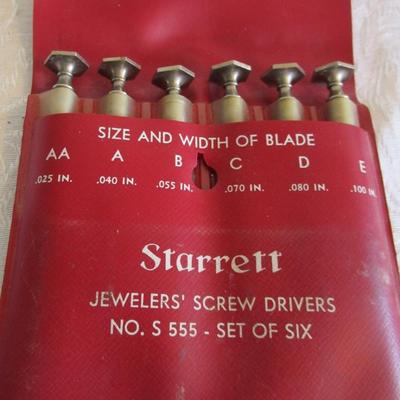 SIZE AND WIDTH OF BLADE
AA A B C D E
.025 IN. .040 IN. .055 IN. .070 IN. .080 IN. .100 IN.
Starrett
JEWELERS' SCREW DRIVERS
NO. S 555 - SET OF SIX